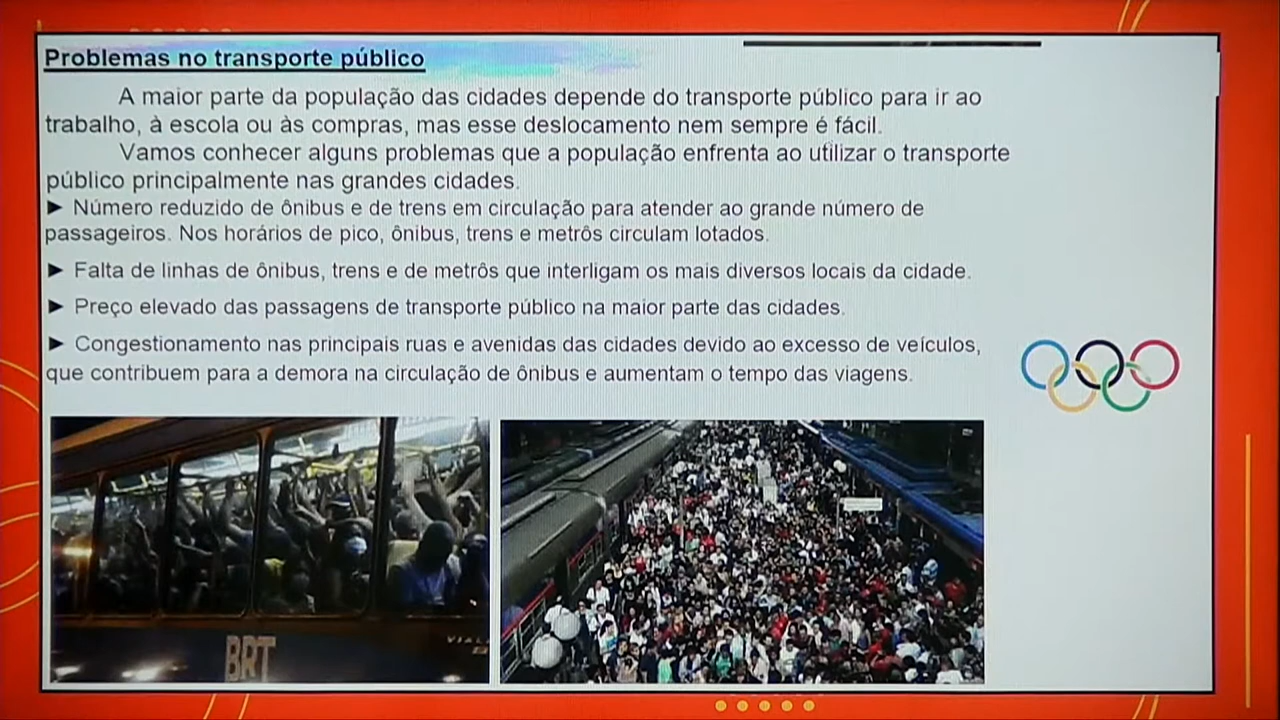 Problemas no transporte público
A maior parte da população das cidades depende do transporte público para ir ao
trabalho, à escola ou às compras, mas esse deslocamento nem sempre é fácil.
Vamos conhecer alguns problemas que a população enfrenta ao utilizar o transporte
público principalmente nas grandes cidades.
► Número reduzido de ônibus e de trens em circulação para atender ao grande número de
passageiros. Nos horários de pico, ônibus, trens e metrôs circulam lotados.
► Falta de linhas de ônibus, trens e de metrôs que interligam os mais diversos locais da cidade.
► Preço elevado das passagens de transporte público na maior parte das cidades.
► Congestionamento nas principais ruas e avenidas das cidades devido ao excesso de veículos,
que contribuem para a demora na circulação de ônibus e aumentam o tempo das viagens.
BRT